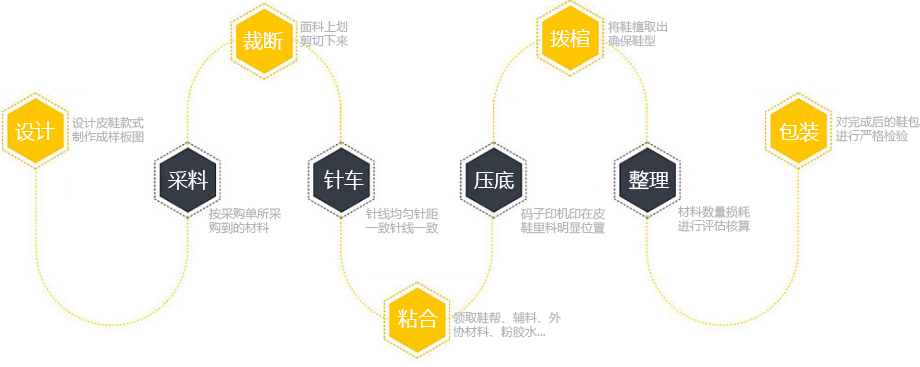 设计
设计皮鞋款式
制作成样板图
采料
按采购单所采
购到的材料
裁断
面料上划
剪切下来
针车
针线均匀针距
一致针线一致
粘合
领取鞋帮、辅料、外
协材料、粉胶水...
压底
码子印机印在皮
鞋里料明显位置
拨楦
将鞋楦取出
确保鞋型
整理
材料数量损耗
进行评估核算
包装
对完成后的鞋包
进行严格检验